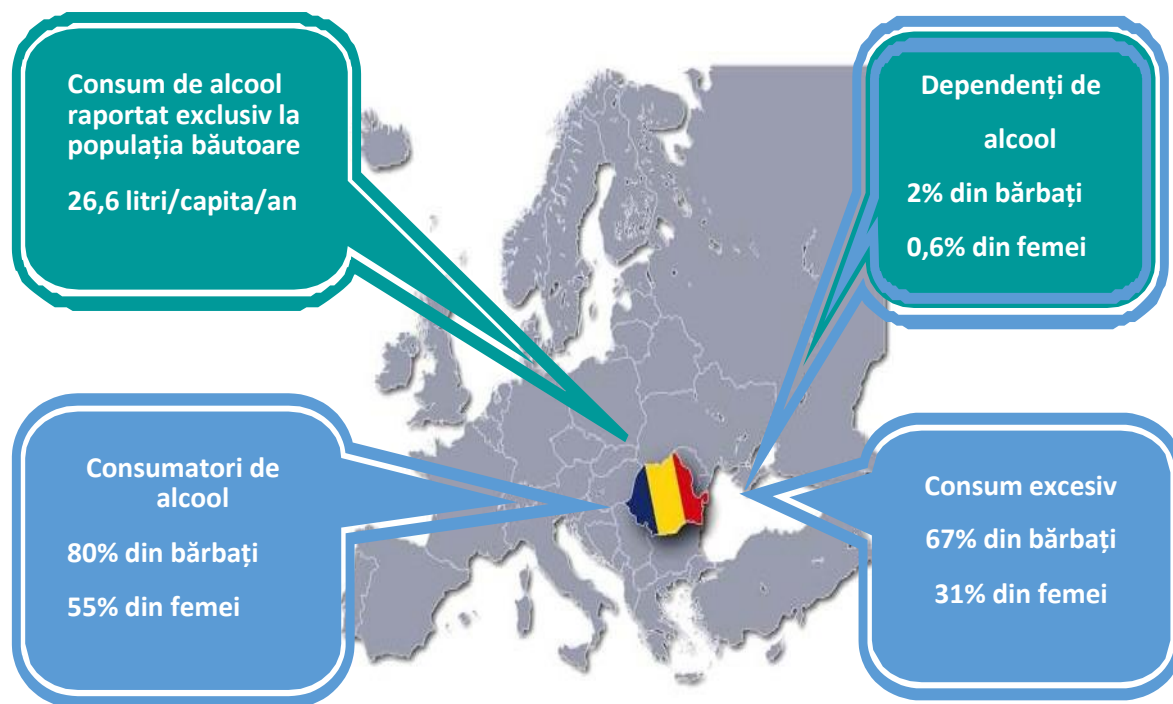 Consum de alcool
raportat exclusiv la
populația băutoare
26,6 litri/capita/an
Dependenți de
alcool
2% din bărbați
0,6% din femei
Consumatori de
alcool
80% din bărbați
55% din femei
Consum excesiv
67% din bărbați
31% din femei